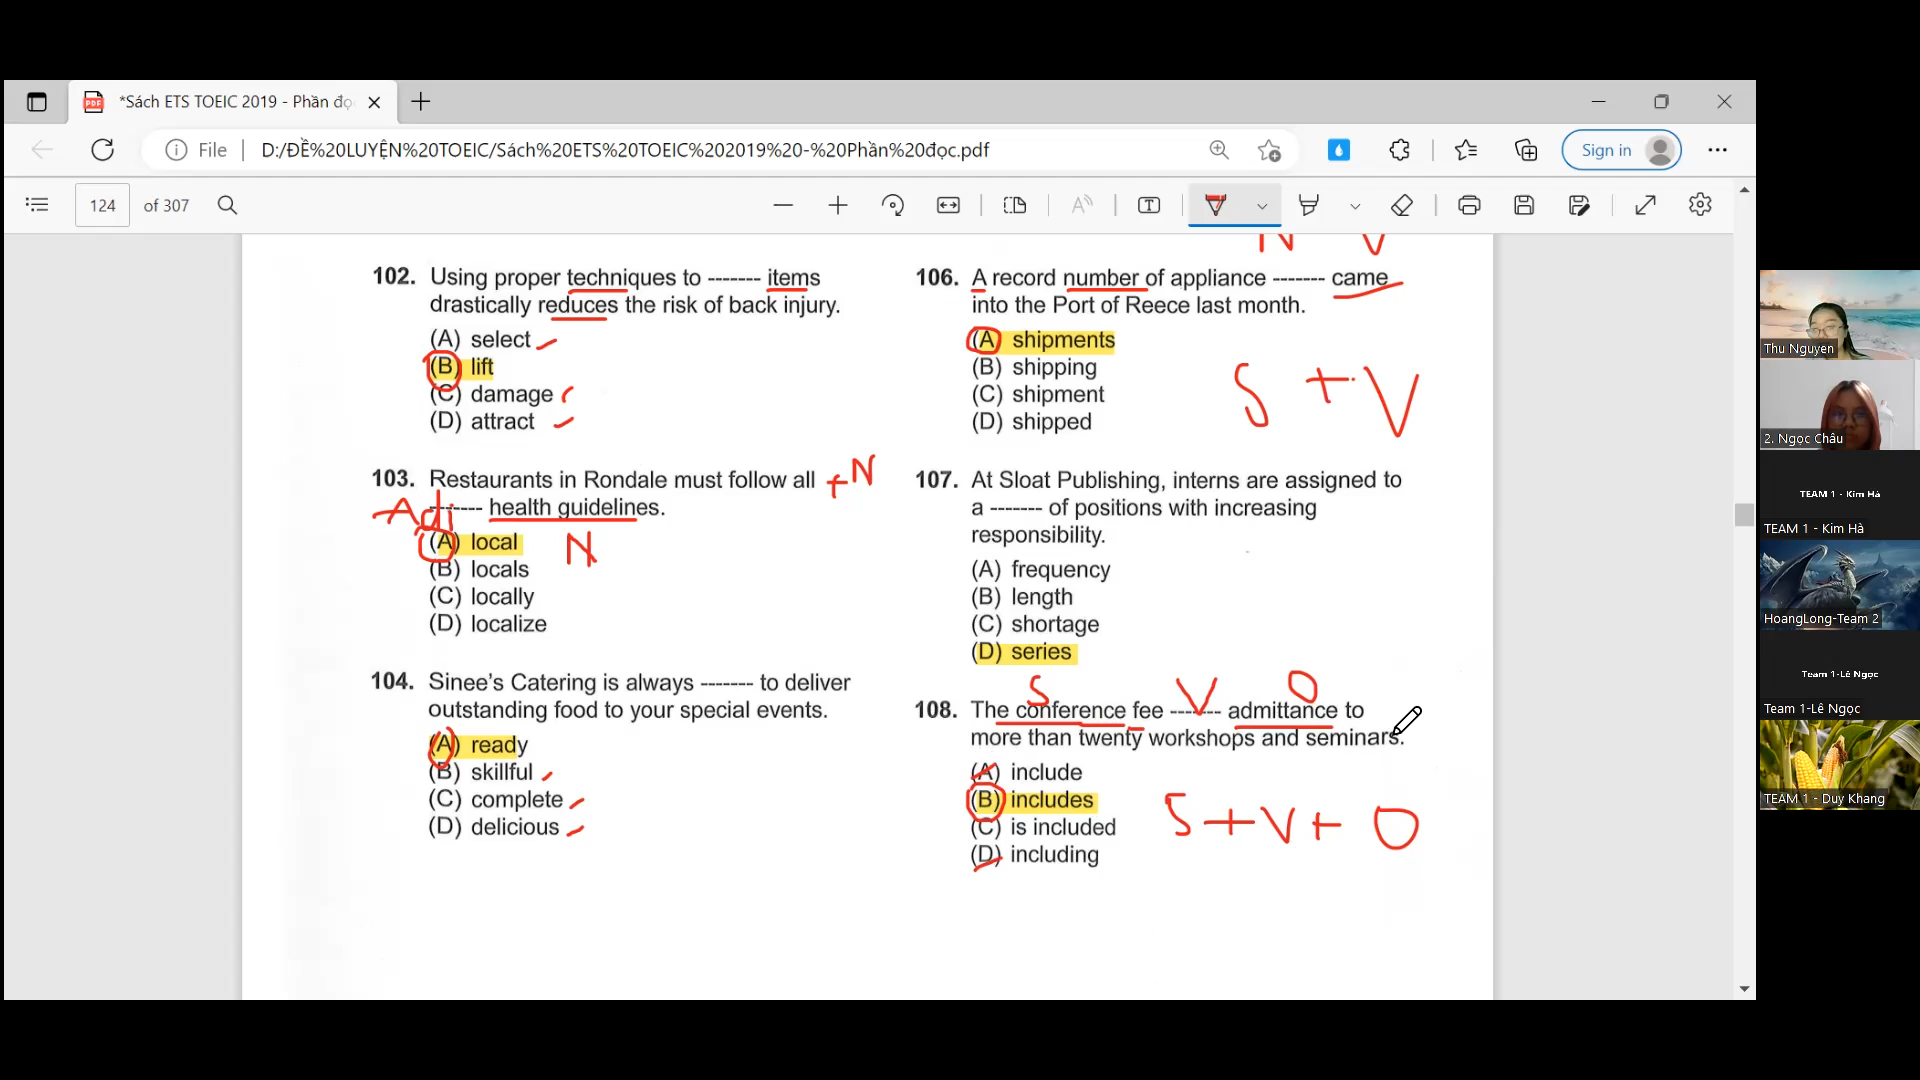 *Sách ETS TOEIC 2019 - Phần đọ
File
D:/ĐỀ%20LUYỆN%20TOEIC/Sách%20ETS%20TOEIC%202019%20-%20Phần%20đọc.pdf
Sign in
124 of 307
N V
102. Using proper techniques to ------- items
drastically reduces the risk of back injury.
(A) select
(B) lift
(C) damage
(D) attract
103. Restaurants in Rondale must follow all +N
------- health guidelines.
Adj
(A) local
N
(B) locals
(C) locally
(D) localize
104. Sinee's Catering is always ------- to deliver
outstanding food to your special events.
(A) ready
(B) skillful
(C) complete
(D) delicious
106. A record number of appliance ------- came
into the Port of Reece last month.
(A) shipments
(B) shipping
(C) shipment
(D) shipped
S + V
107. At Sloat Publishing, interns are assigned to
a ------- of positions with increasing
responsibility.
(A) frequency
(B) length
(C) shortage
(D) series
S V O
108. The conference fee ------- admittance to
more than twenty workshops and seminars.
(A) include
(B) includes
(C) is included
(D) including
S + V + O
Thu Nguyen
2. Ngọc Châu
TEAM 1 - Kim Hà
TEAM 1 - Kim Hà
HoangLong-Team 2
Team 1-Lê Ngọc
Team 1-Lê Ngọc
TEAM 1 - Duy Khang